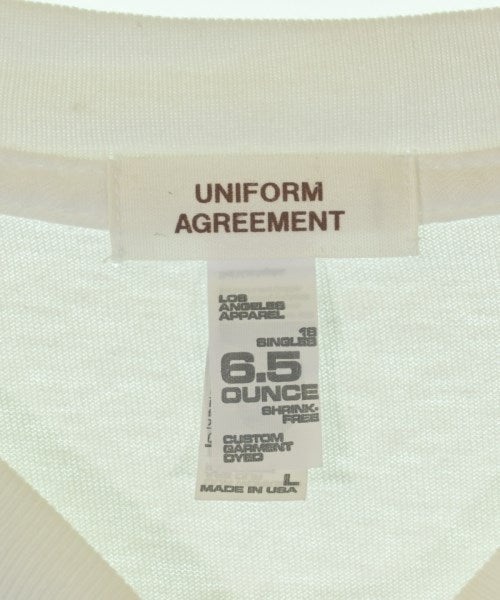 UNIFORM
AGREEMENT
LOS
ANGELES
APPAREL
18
SINGLES
6.5
OUNCE
SHRINK-
FREE
CUSTOM
GARMENT
DYED
L
MADE IN USA